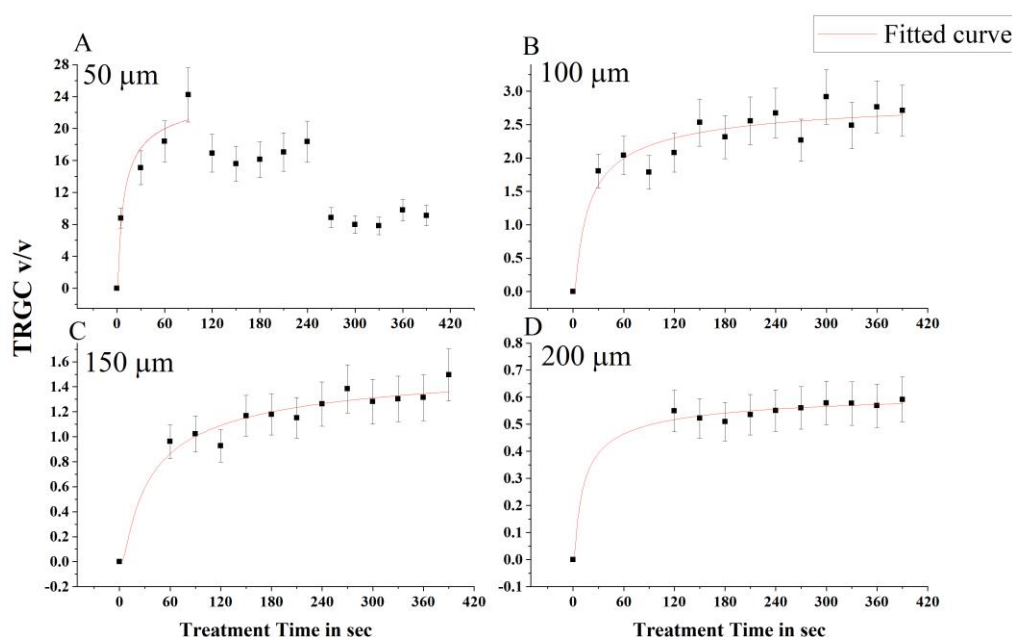 Fitted curve
A
50 μm
28
24
20
16
12
8
4
0
0 60 120 180 240 300 360 420
B
100 μm
3.0
2.5
2.0
1.5
1.0
0.5
0.0
0 60 120 180 240 300 360 420
TRGC v/v
C
150 μm
1.6
1.4
1.2
1.0
0.8
0.6
0.4
0.2
0.0
-0.2
0 60 120 180 240 300 360 420
Treatment Time in sec
D
200 μm
0.8
0.7
0.6
0.5
0.4
0.3
0.2
0.1
0.0
-0.1
0 60 120 180 240 300 360 420
Treatment Time in sec